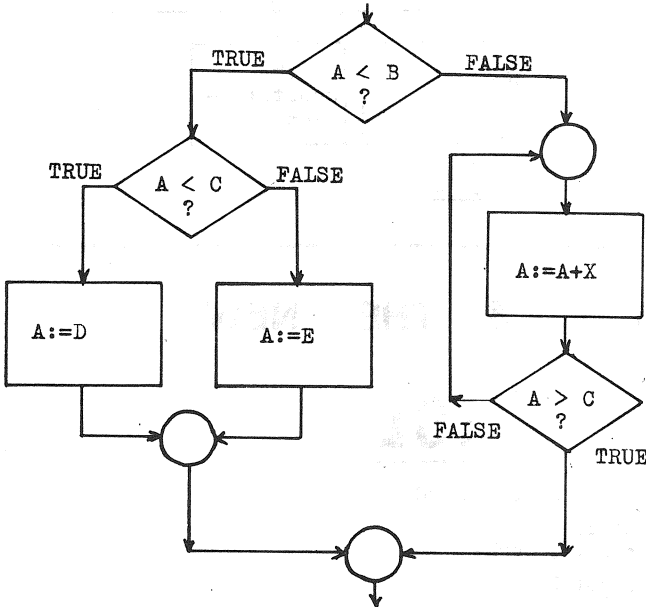 A < B
?
TRUE
FALSE
A < C
?
TRUE
FALSE
A:=D
A:=E
A:=A+X
A > C
?
FALSE
TRUE